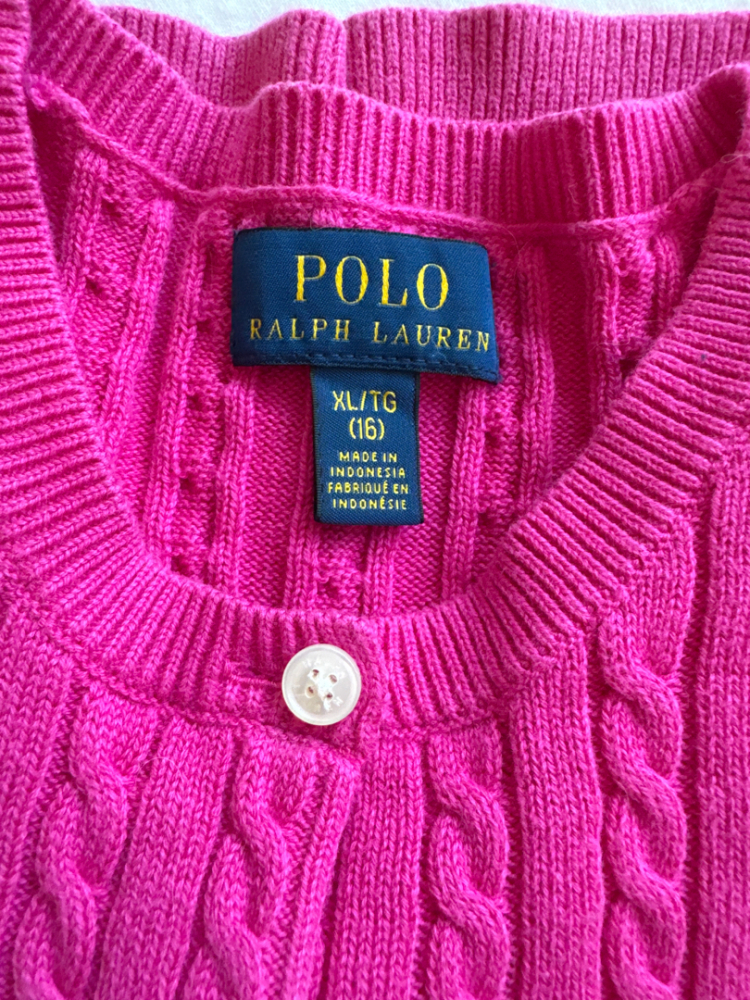 POLO
RALPH LAUREN
XL/TG
(16)
MADE IN
INDONESIA
FABRIQUÉ EN
INDONÉSIE